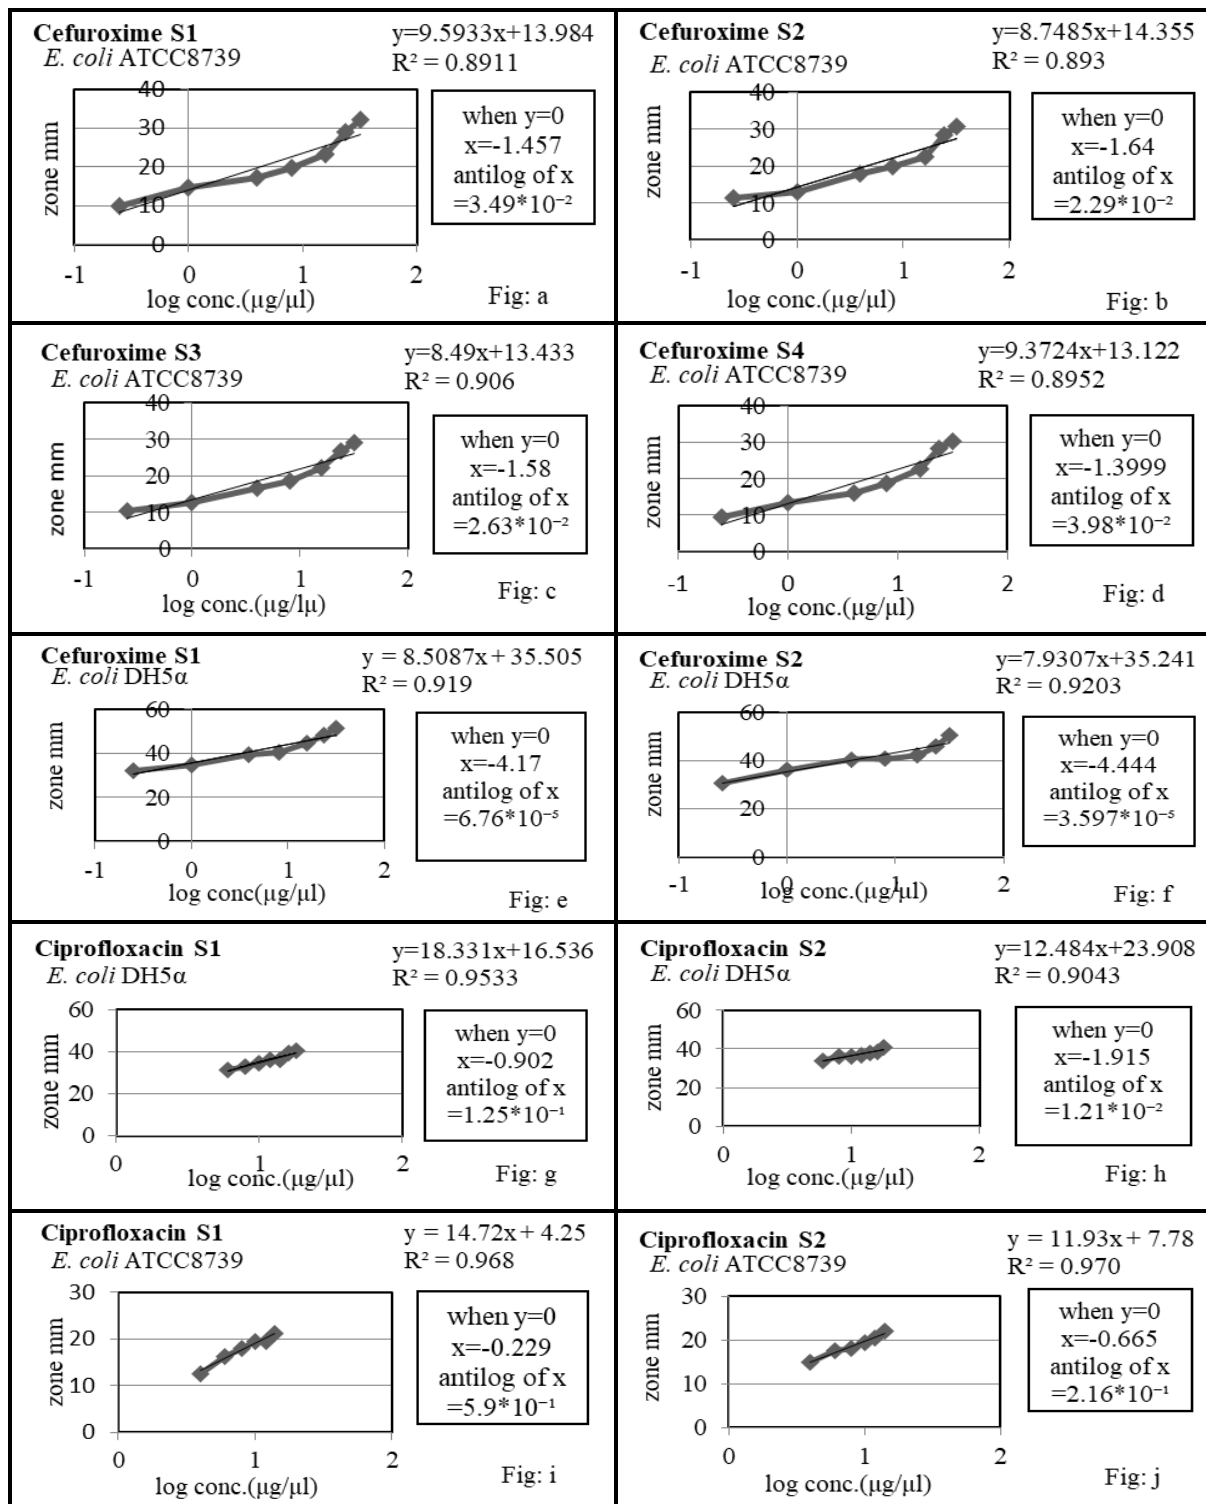 Cefuroxime S1
E. coli ATCC8739
y=9.5933x+13.984
R² = 0.8911
zone mm
40
30
20
10
0
-1
0
1
2
log conc.(µg/µl)
when y=0
x=-1.457
antilog of x
=3.49*10⁻²
Fig: a
Cefuroxime S2
E. coli ATCC8739
y=8.7485x+14.355
R² = 0.893
zone mm
40
30
20
10
0
-1
0
1
2
log conc.(µg/µl)
when y=0
x=-1.64
antilog of x
=2.29*10⁻²
Fig: b
Cefuroxime S3
E. coli ATCC8739
y=8.49x+13.433
R² = 0.906
zone mm
40
30
20
10
0
-1
0
1
2
log conc.(µg/lµ)
when y=0
x=-1.58
antilog of x
=2.63*10⁻²
Fig: c
Cefuroxime S4
E. coli ATCC8739
y=9.3724x+13.122
R² = 0.8952
zone mm
40
30
20
10
0
-1
0
1
2
log conc.(µg/µl)
when y=0
x=-1.3999
antilog of x
=3.98*10⁻²
Fig: d
Cefuroxime S1
E. coli DH5α
y = 8.5087x+35.505
R² = 0.919
zone mm
60
40
20
0
-1
0
1
2
log conc(µg/µl)
when y=0
x=-4.17
antilog of x
=6.76*10⁻⁵
Fig: e
Cefuroxime S2
E. coli DH5α
y=7.9307x+35.241
R² = 0.9203
zone mm
60
40
20
0
-1
0
1
2
log conc.(µg/µl)
when y=0
x=-4.444
antilog of x
=3.597*10⁻⁵
Fig: f
Ciprofloxacin S1
E. coli DH5α
y=18.331x+16.536
R² = 0.9533
zone mm
60
40
20
0
0
1
2
log conc.(µg/µl)
when y=0
x=-0.902
antilog of x
=1.25*10⁻¹
Fig: g
Ciprofloxacin S2
E. coli DH5α
y=12.484x+23.908
R² = 0.9043
zone mm
60
40
20
0
0
1
2
log conc.(µg/µl)
when y=0
x=-1.915
antilog of x
=1.21*10⁻²
Fig: h
Ciprofloxacin S1
E. coli ATCC8739
y = 14.72x + 4.25
R² = 0.968
zone mm
30
20
10
0
0
1
2
log conc.(µg/µl)
when y=0
x=-0.229
antilog of x
=5.9*10⁻¹
Fig: i
Ciprofloxacin S2
E. coli ATCC8739
y = 11.93x + 7.78
R² = 0.970
zone mm
30
20
10
0
0
1
2
log conc.(µg/µl)
when y=0
x=-0.665
antilog of x
=2.16*10⁻¹
Fig: j